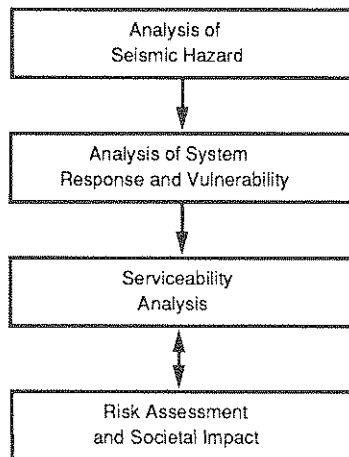 Analysis of
Seismic Hazard
Analysis of System
Response and Vulnerability
Serviceability
Analysis
Risk Assessment
and Societal Impact